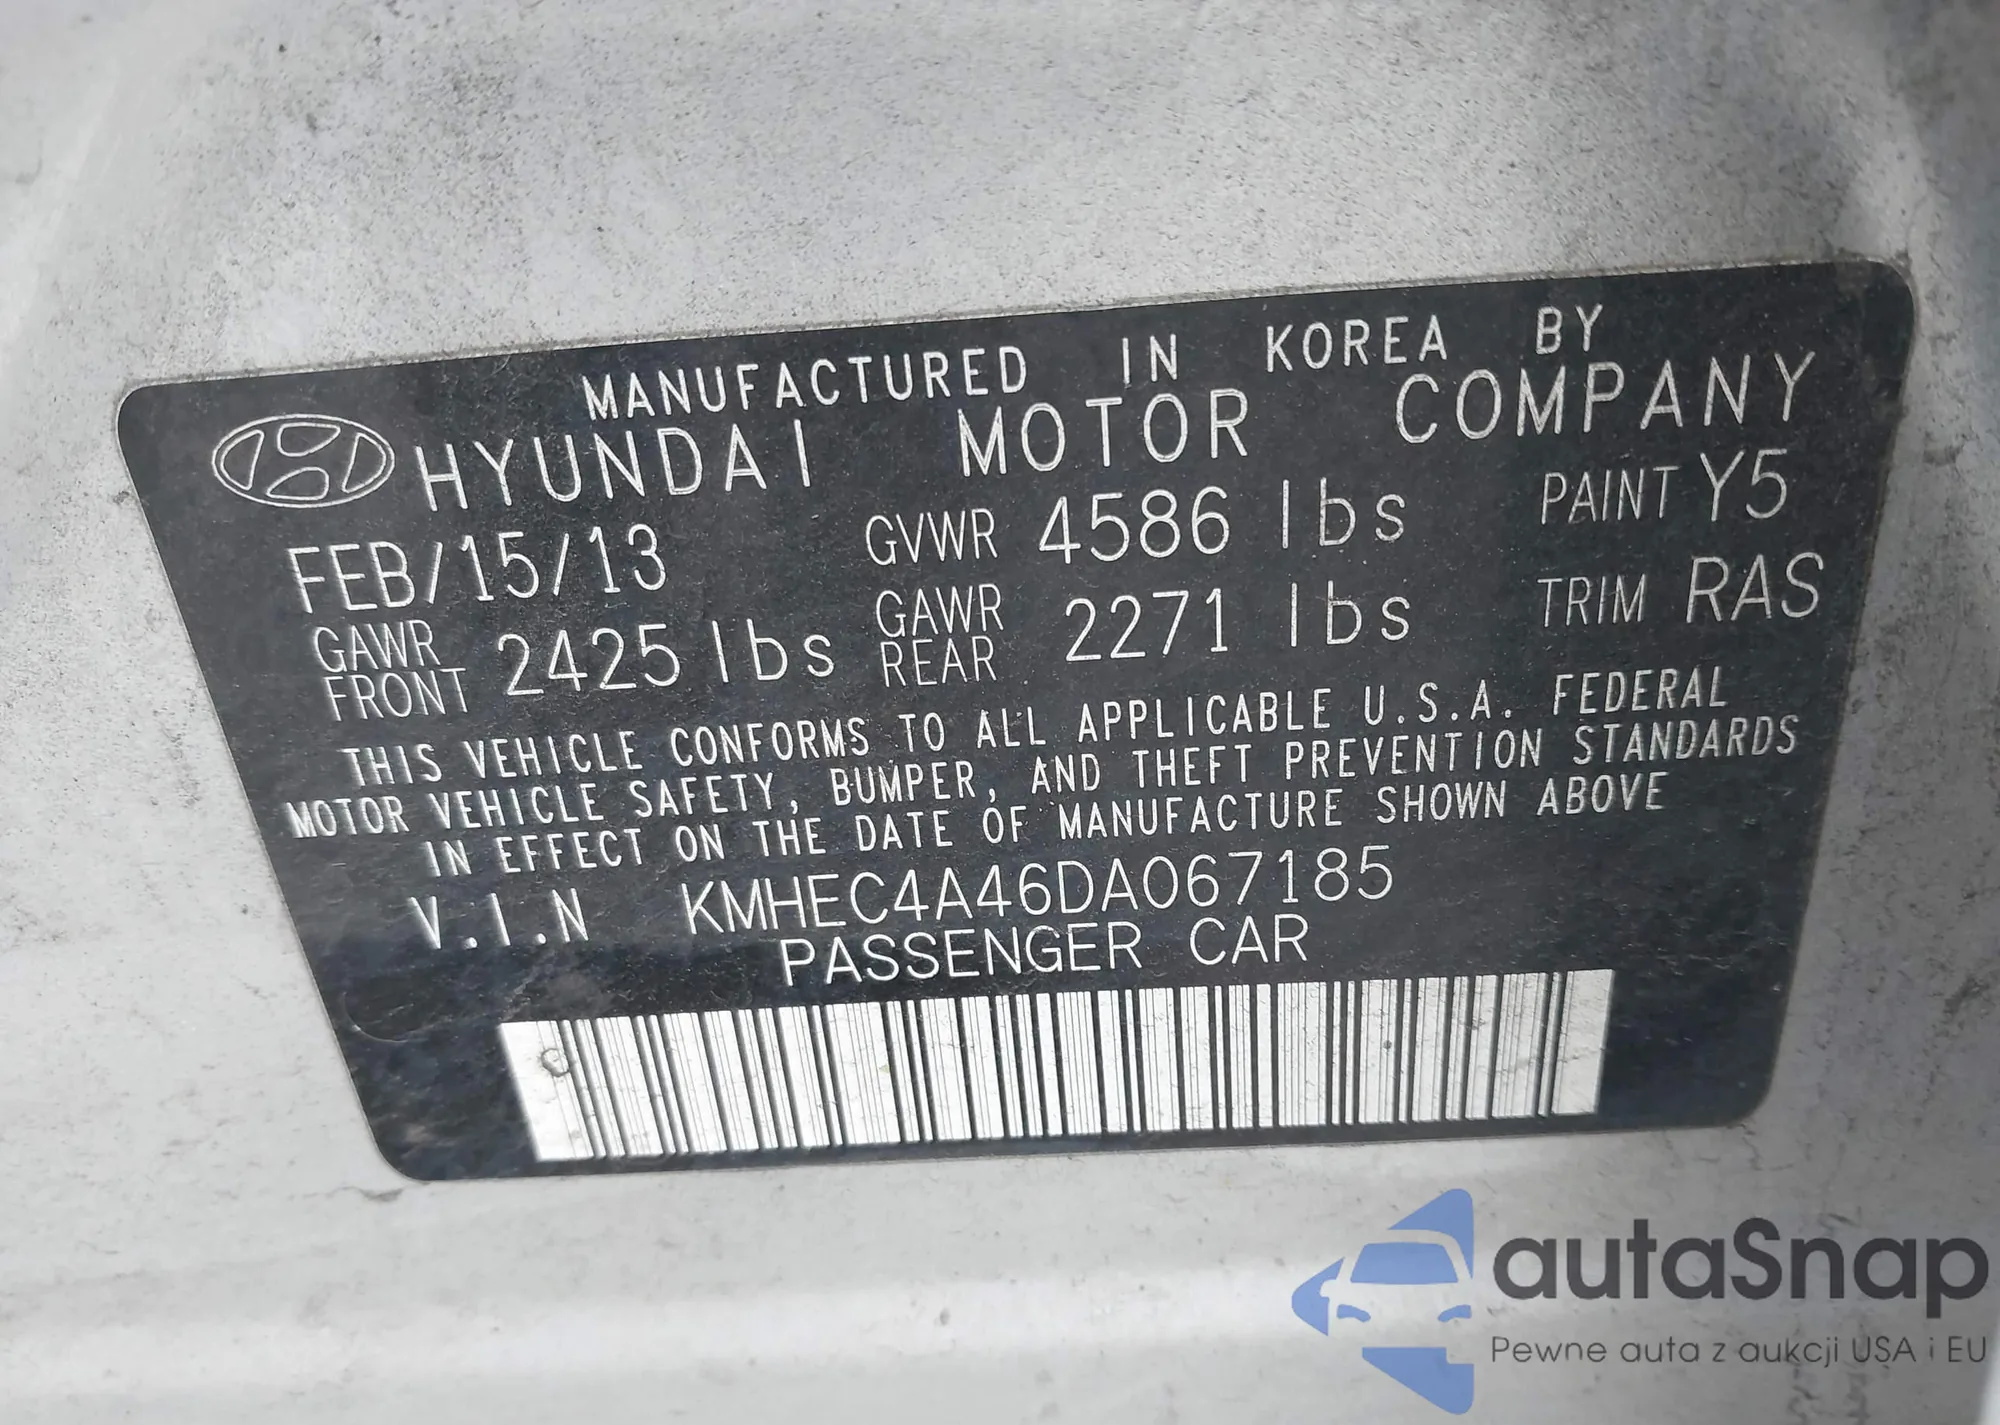 MANUFACTURED IN KOREA BY
HYUNDAI MOTOR COMPANY
FEB/15/13 GVWR 4586 lbs PAINT Y5
GAWR FRONT 2425 lbs GAWR REAR 2271 lbs TRIM RAS
THIS VEHICLE CONFORMS TO ALL APPLICABLE U.S.A. FEDERAL
MOTOR VEHICLE SAFETY, BUMPER, AND THEFT PREVENTION STANDARDS
IN EFFECT ON THE DATE OF MANUFACTURE SHOWN ABOVE
V.I.N KMHEC4A46DA067185
PASSENGER CAR
autaSnap
Pewne auta z aukcji USA i EU